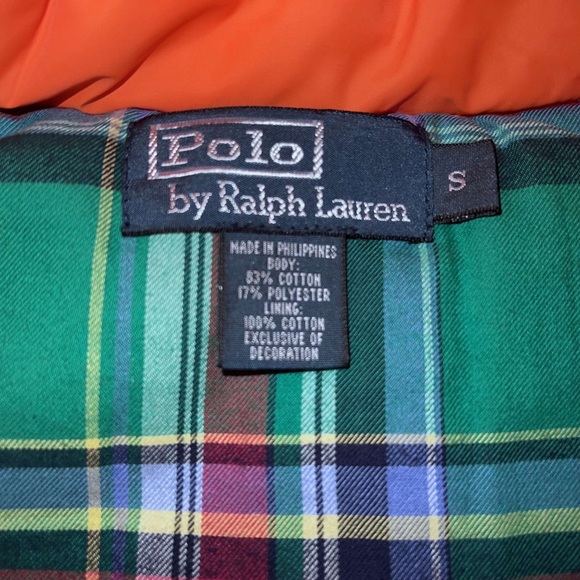 Polo
by Ralph Lauren
S
MADE IN PHILIPPINES
BODY:
83% COTTON
17% POLYESTER
LINING:
100% COTTON
EXCLUSIVE OF
DECORATION